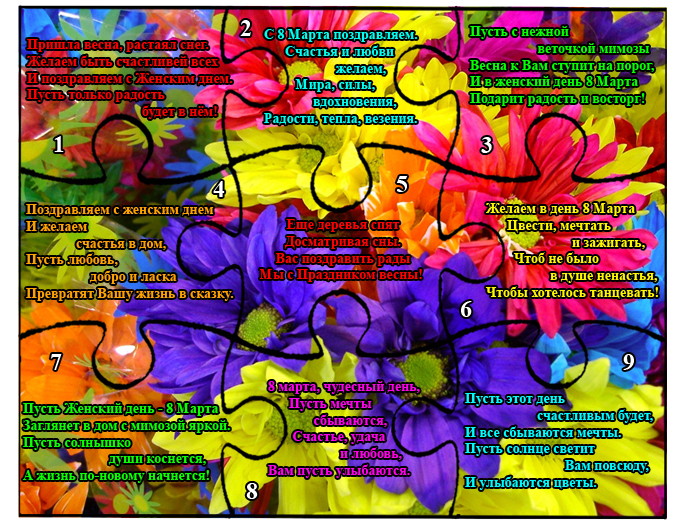 1
Пришла весна, растаял снег.
Желаем быть счастливей всех
И поздравляем с Женским днем.
Пусть только радость
будет в нём!
2
С 8 Марта поздравляем.
Счастья и любви
желаем,
Мира, силы,
вдохновения,
Радости, тепла, везения.
3
Пусть с нежной
веточкой мимозы
Весна к Вам ступит на порог,
И в женский день 8 Марта
Подарит радость и восторг!
4
Поздравляем с женским днем
И желаем
счастья в дом,
Пусть любовь,
добро и ласка
Превратят Вашу жизнь в сказку.
5
Еще деревья спят
Досматривая сны.
Вас поздравить рады
Мы с Праздником весны!
6
Желаем в день 8 Марта
Цвести, мечтать
и зажигать,
Чтоб не было
в душе ненастья,
Чтобы хотелось танцевать!
7
Пусть Женский день - 8 Марта
Заглянет в дом с мимозой яркой.
Пусть солнышко
души коснется,
А жизнь по-новому начнется!
8
8 марта, чудесный день,
Пусть мечты
сбываются,
Счастье, удача
и любовь,
Вам пусть улыбаются.
9
Пусть этот день
счастливым будет,
И все сбываются мечты.
Пусть солнце светит
Вам повсюду,
И улыбаются цветы.